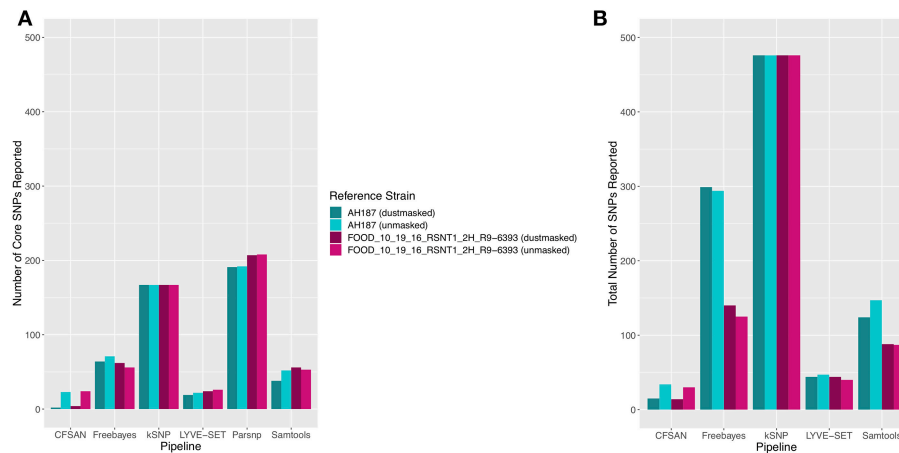 A
500
400
300
200
100
0
Number of Core SNPs Reported
CFSAN Freebayes kSNP LYVE-SET Parsnp Samtools
Pipeline
Reference Strain
AH187 (dustmasked)
AH187 (unmasked)
FOOD_10_19_16_RSNT1_2H_R9-6393 (dustmasked)
FOOD_10_19_16_RSNT1_2H_R9-6393 (unmasked)
B
500
400
300
200
100
0
Total Number of SNPs Reported
CFSAN Freebayes kSNP LYVE-SET Samtools
Pipeline